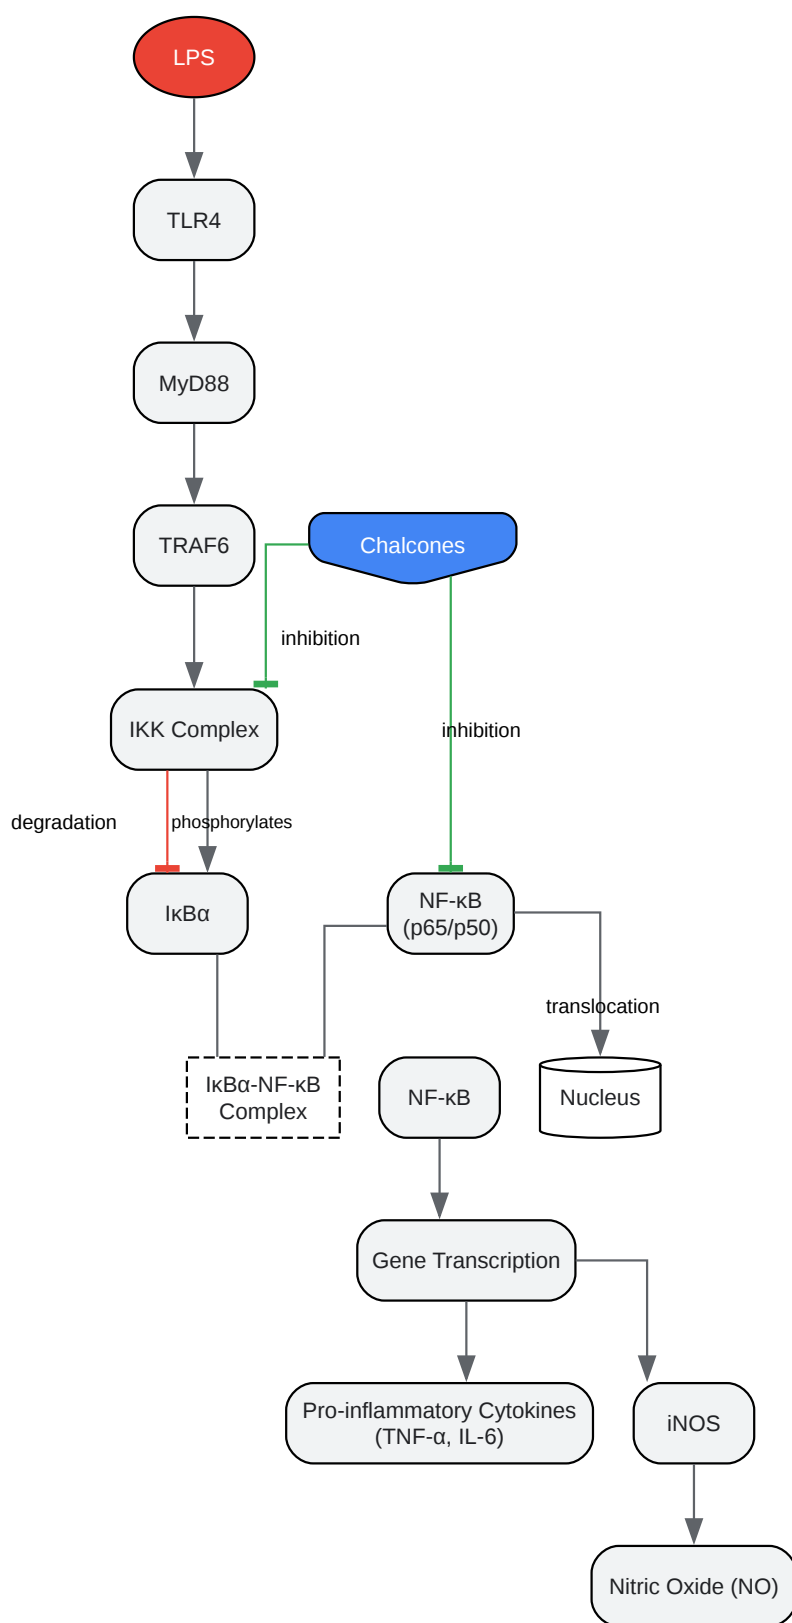 LPS
TLR4
MyD88
TRAF6
Chalcones
inhibition
IKK Complex
inhibition
degradation
phosphorylates
IκBα
NF-κB
(p65/p50)
translocation
IκBα-NF-κB
Complex
NF-κB
Nucleus
Gene Transcription
Pro-inflammatory Cytokines
(TNF-α, IL-6)
iNOS
Nitric Oxide (NO)